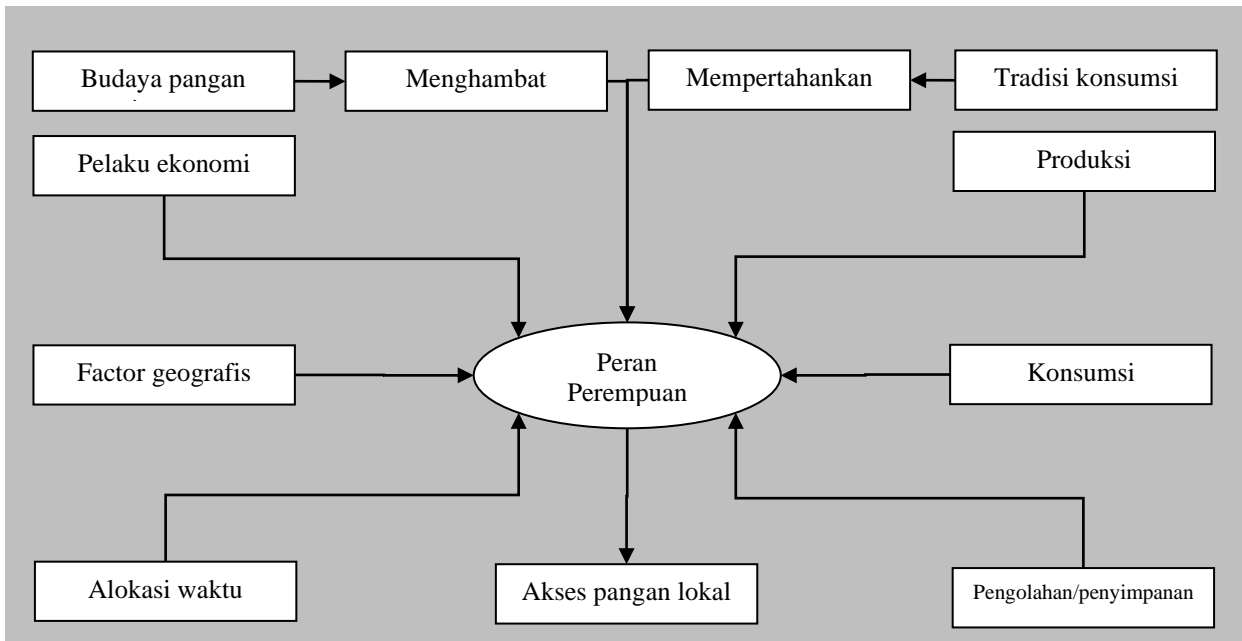 Budaya pangan
Menghambat
Mempertahankan
Tradisi konsumsi
Pelaku ekonomi
Produksi
Peran
Perempuan
Factor geografis
Konsumsi
Alokasi waktu
Akses pangan lokal
Pengolahan/penyimpanan